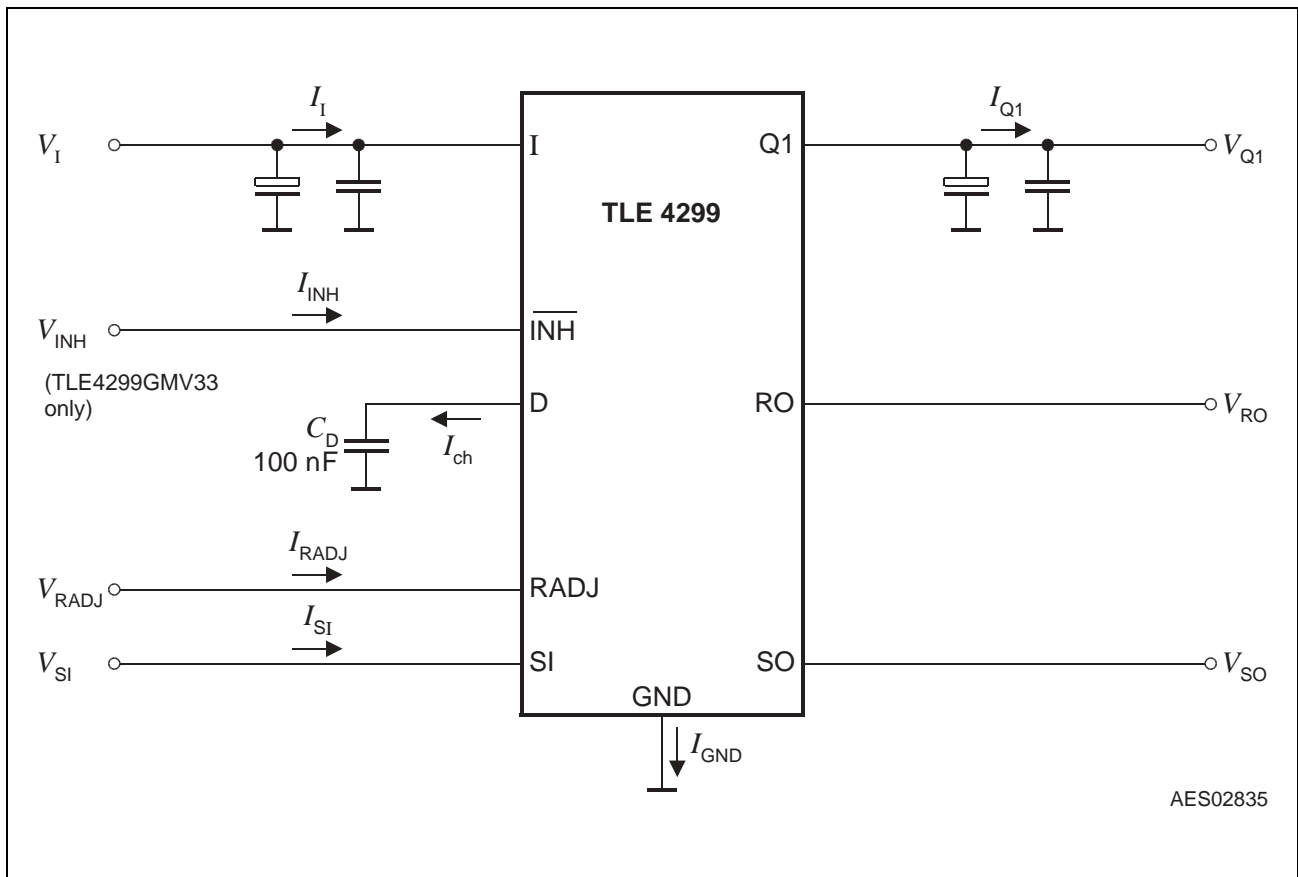 I_I
I_Q1
V_I
I
Q1
V_Q1
TLE 4299
I_INH
V_INH
INH
(TLE4299GMV33
only)
D
RO
V_RO
C_D
100 nF
I_ch
I_RADJ
V_RADJ
RADJ
I_SI
V_SI
SI
SO
V_SO
GND
I_GND
AES02835